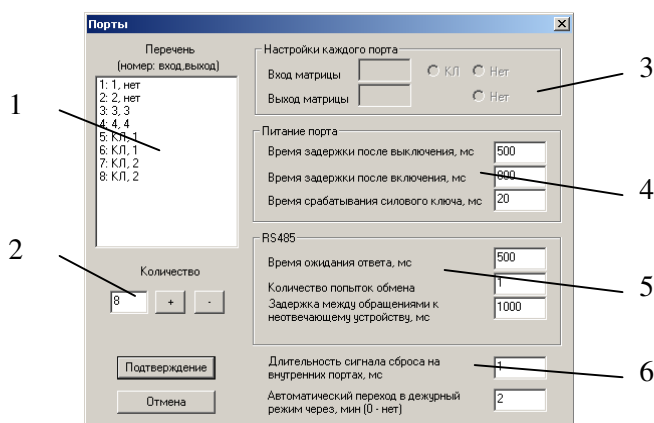 Порты
Перечень
(номер: вход,выход)
1: 1, нет
2: 2, нет
3: 3, 3
4: 4, 4
5: КЛ, 1
6: КЛ, 1
7: КЛ, 2
8: КЛ, 2
Количество
8 + -
Подтверждение
Отмена
Настройки каждого порта
Вход матрицы КЛ Нет
Выход матрицы Нет
Питание порта
Время задержки после выключения, мс 500
Время задержки после включения, мс 800
Время срабатывания силового ключа, мс 20
RS485
Время ожидания ответа, мс 500
Количество попыток обмена 1
Задержка между обращениями к
неотвечающему устройству, мс 1000
Длительность сигнала сброса на
внутренних портах, мс 1
Автоматический переход в дежурный
режим через, мин (0 - нет) 2
1
2
3
4
5
6